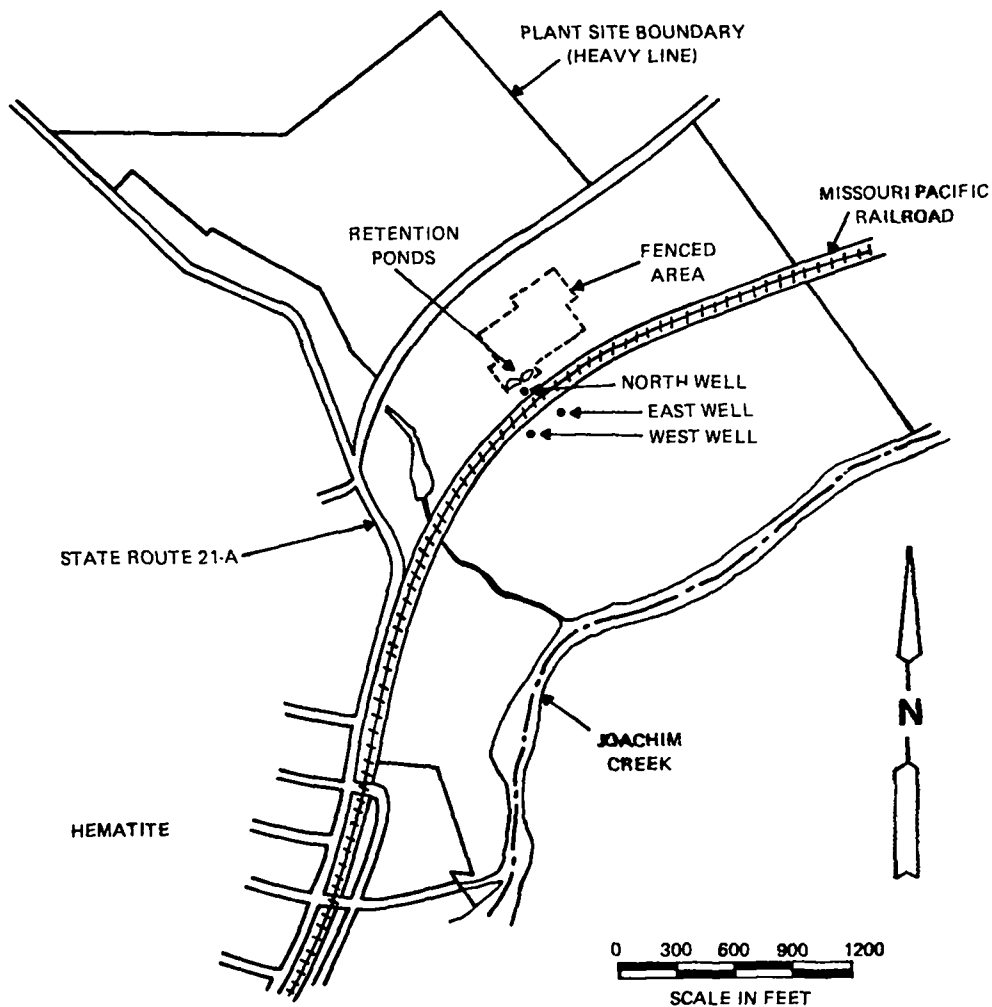 PLANT SITE BOUNDARY
(HEAVY LINE)
MISSOURI PACIFIC
RAILROAD
RETENTION
PONDS
FENCED
AREA
NORTH WELL
EAST WELL
WEST WELL
STATE ROUTE 21-A
N
JOACHIM
CREEK
HEMATITE
0 300 600 900 1200
SCALE IN FEET